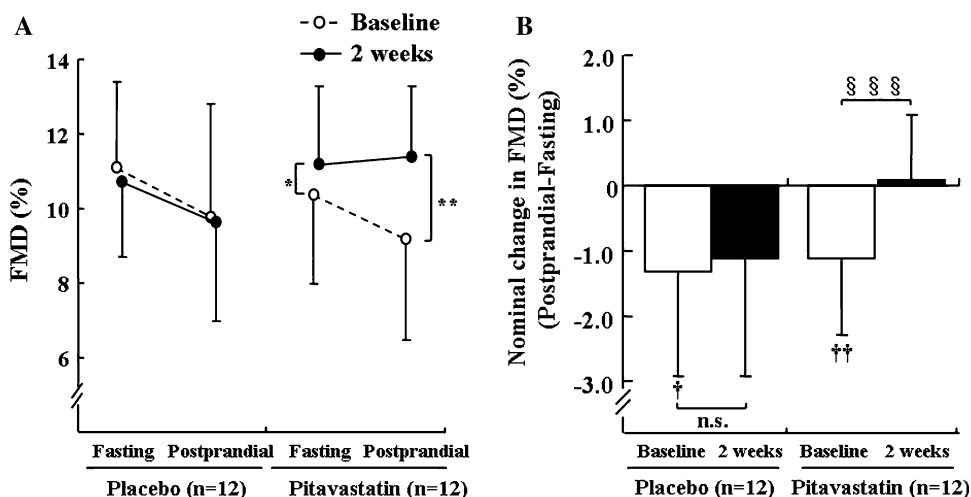 A
Baseline
2 weeks
FMD (%)
14
12
10
8
6
*
**
Fasting Postprandial Fasting Postprandial
Placebo (n=12) Pitavastatin (n=12)
B
Nominal change in FMD (%)
(Postprandial-Fasting)
2.0
1.0
0
-1.0
-2.0
-3.0
§ § §
†
††
n.s.
Baseline 2 weeks Baseline 2 weeks
Placebo (n=12) Pitavastatin (n=12)